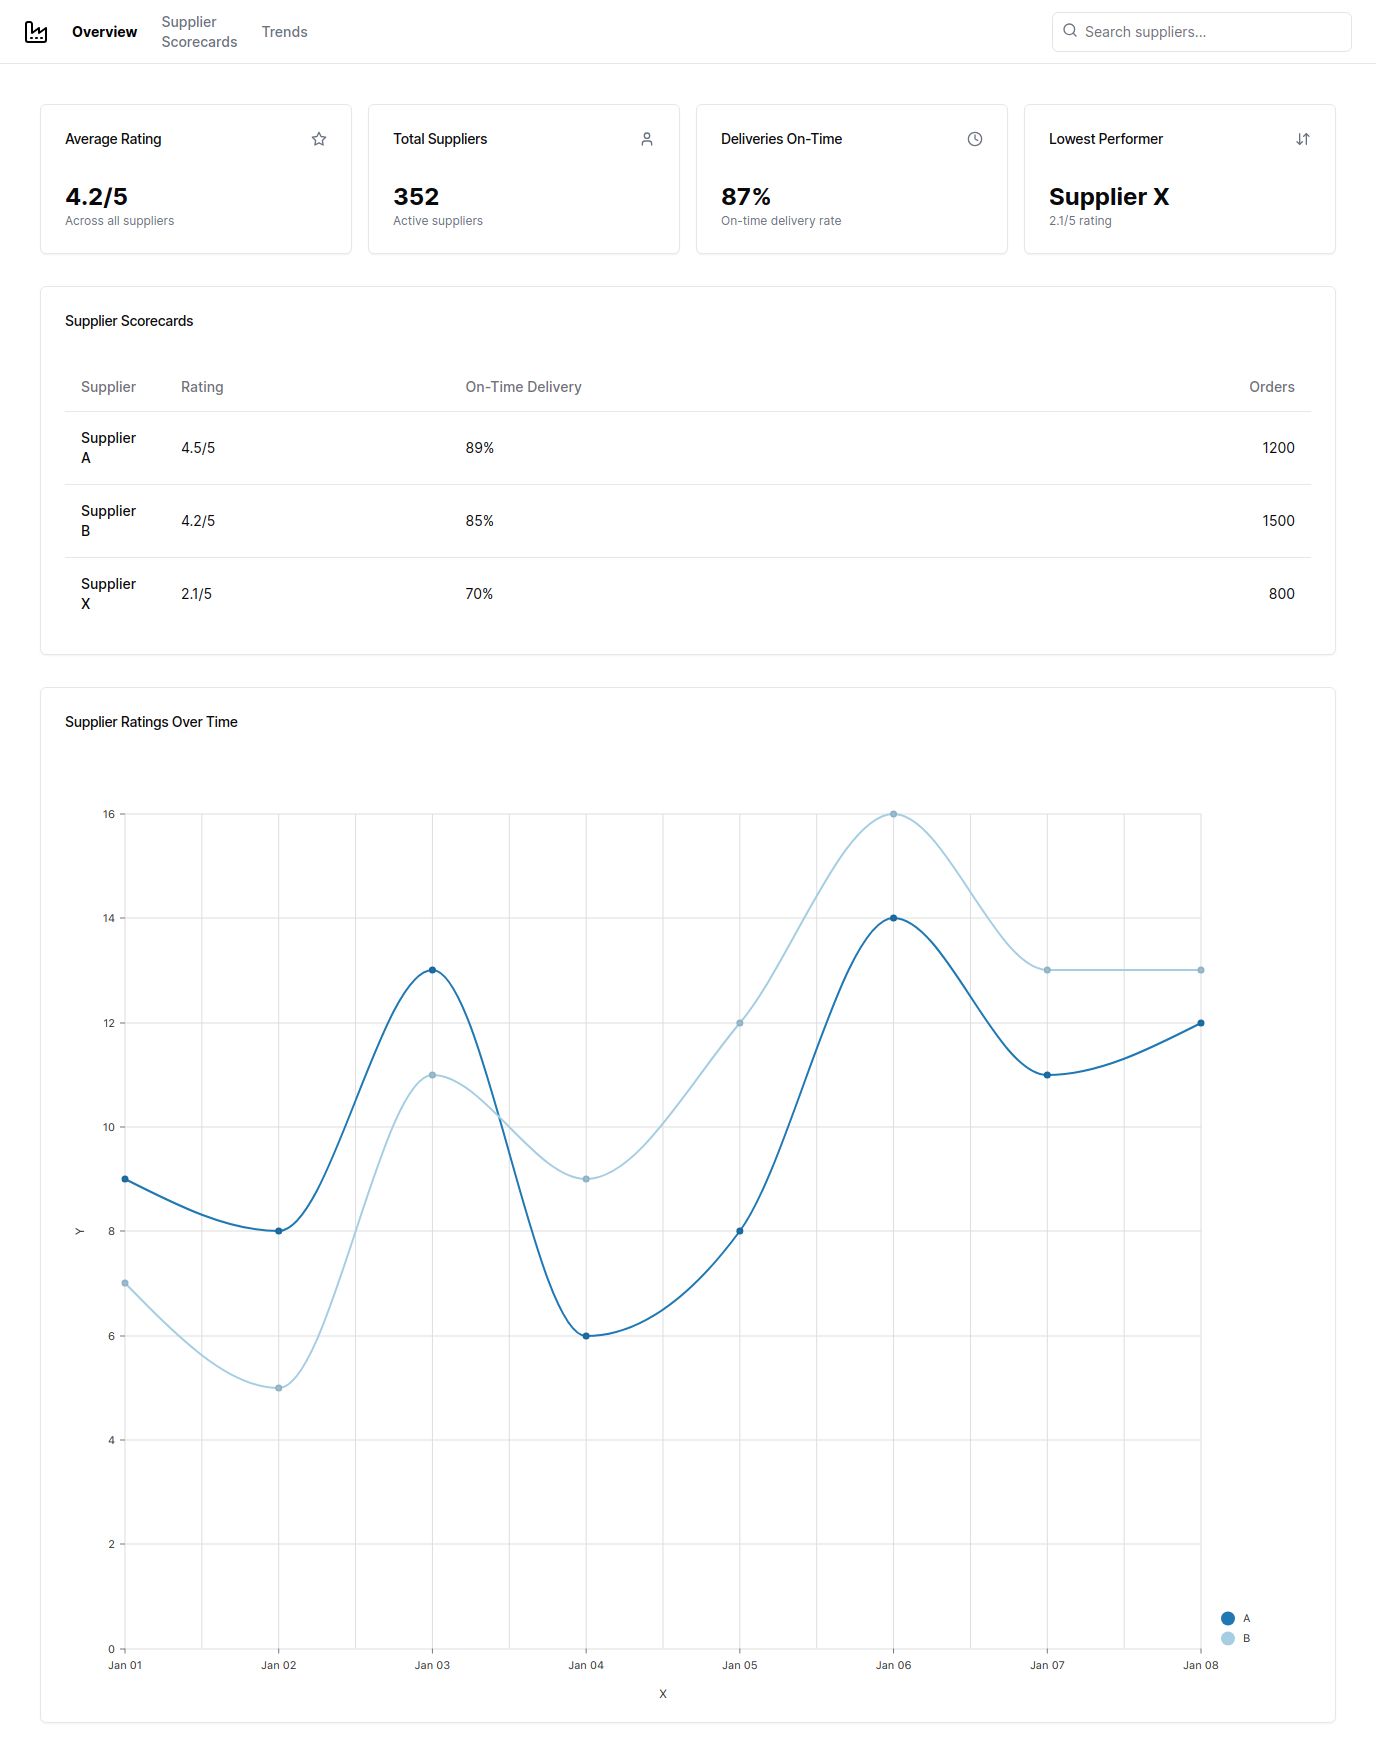 Overview
Supplier
Scorecards
Trends
Search suppliers...
Average Rating
4.2/5
Across all suppliers
Total Suppliers
352
Active suppliers
Deliveries On-Time
87%
On-time delivery rate
Lowest Performer
Supplier X
2.1/5 rating
Supplier Scorecards
Supplier Rating On-Time Delivery Orders
Supplier
A
4.5/5 89% 1200
Supplier
B
4.2/5 85% 1500
Supplier
X
2.1/5 70% 800
Supplier Ratings Over Time
16
14
12
10
8
Y
6
4
2
0
A
B
Jan 01 Jan 02 Jan 03 Jan 04 Jan 05 Jan 06 Jan 07 Jan 08
X